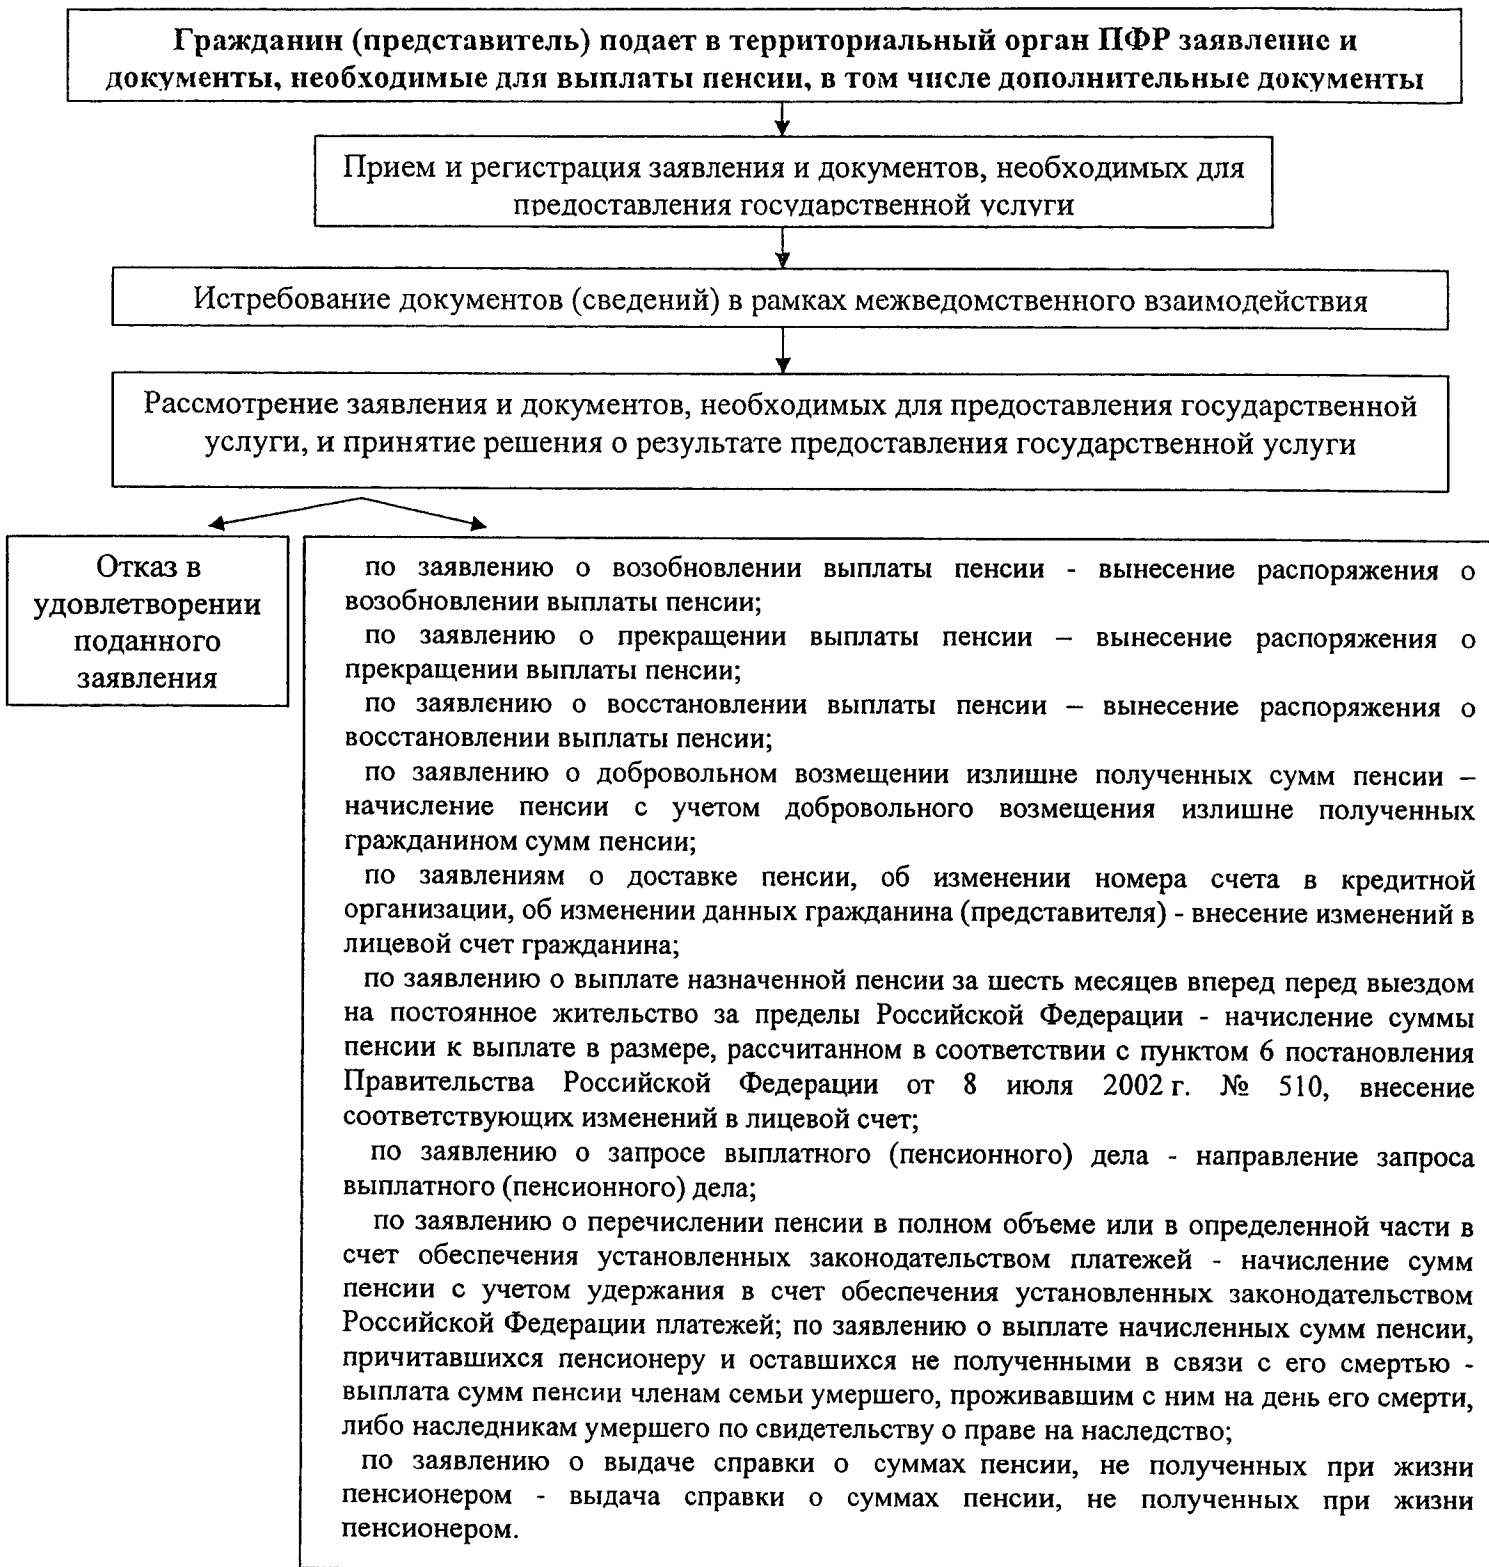 Гражданин (представитель) подает в территориальный орган ПФР заявление и
документы, необходимые для выплаты пенсии, в том числе дополнительные документы
Прием и регистрация заявления и документов, необходимых для
предоставления государственной услуги
Истребование документов (сведений) в рамках межведомственного взаимодействия
Рассмотрение заявления и документов, необходимых для предоставления государственной
услуги, и принятие решения о результате предоставления государственной услуги
Отказ в
удовлетворении
поданного
заявления
по заявлению о возобновлении выплаты пенсии - вынесение распоряжения о
возобновлении выплаты пенсии;
по заявлению о прекращении выплаты пенсии – вынесение распоряжения о
прекращении выплаты пенсии;
по заявлению о восстановлении выплаты пенсии – вынесение распоряжения о
восстановлении выплаты пенсии;
по заявлению о добровольном возмещении излишне полученных сумм пенсии –
начисление пенсии с учетом добровольного возмещения излишне полученных
гражданином сумм пенсии;
по заявлениям о доставке пенсии, об изменении номера счета в кредитной
организации, об изменении данных гражданина (представителя) - внесение изменений в
лицевой счет гражданина;
по заявлению о выплате назначенной пенсии за шесть месяцев вперед перед выездом
на постоянное жительство за пределы Российской Федерации - начисление суммы
пенсии к выплате в размере, рассчитанном в соответствии с пунктом 6 постановления
Правительства Российской Федерации от 8 июля 2002 г. № 510, внесение
соответствующих изменений в лицевой счет;
по заявлению о запросе выплатного (пенсионного) дела - направление запроса
выплатного (пенсионного) дела;
по заявлению о перечислении пенсии в полном объеме или в определенной части в
счет обеспечения установленных законодательством платежей - начисление сумм
пенсии с учетом удержания в счет обеспечения установленных законодательством
Российской Федерации платежей; по заявлению о выплате начисленных сумм пенсии,
причитавшихся пенсионеру и оставшихся не полученными в связи с его смертью -
выплата сумм пенсии членам семьи умершего, проживавшим с ним на день его смерти,
либо наследникам умершего по свидетельству о праве на наследство;
по заявлению о выдаче справки о суммах пенсии, не полученных при жизни
пенсионером - выдача справки о суммах пенсии, не полученных при жизни
пенсионером.